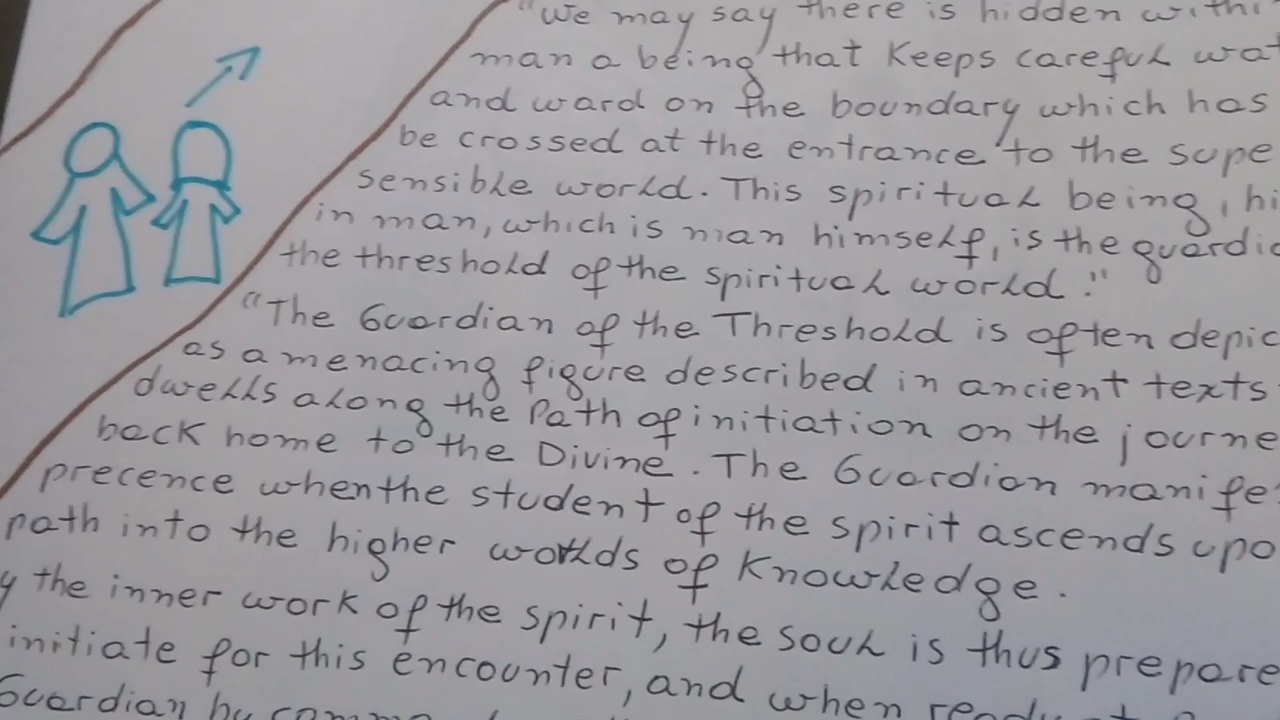 "We may say there is hidden withi
man a being that keeps careful wat
and ward on the boundary which has
be crossed at the entrance to the supe
sensible world. This spiritual being, hi
in man, which is man himself, is the guardia
the threshold of the spiritual world."
"The Guardian of the Threshold is often depic
as a menacing figure described in ancient texts
dwells along the Path of initiation on the journe
back home to the Divine. The Guardian manife
precence when the student of the spirit ascends upo
path into the higher worlds of Knowledge.
y the inner work of the spirit, the soul is thus prepare
initiate for this encounter, and when ready
Guardian by